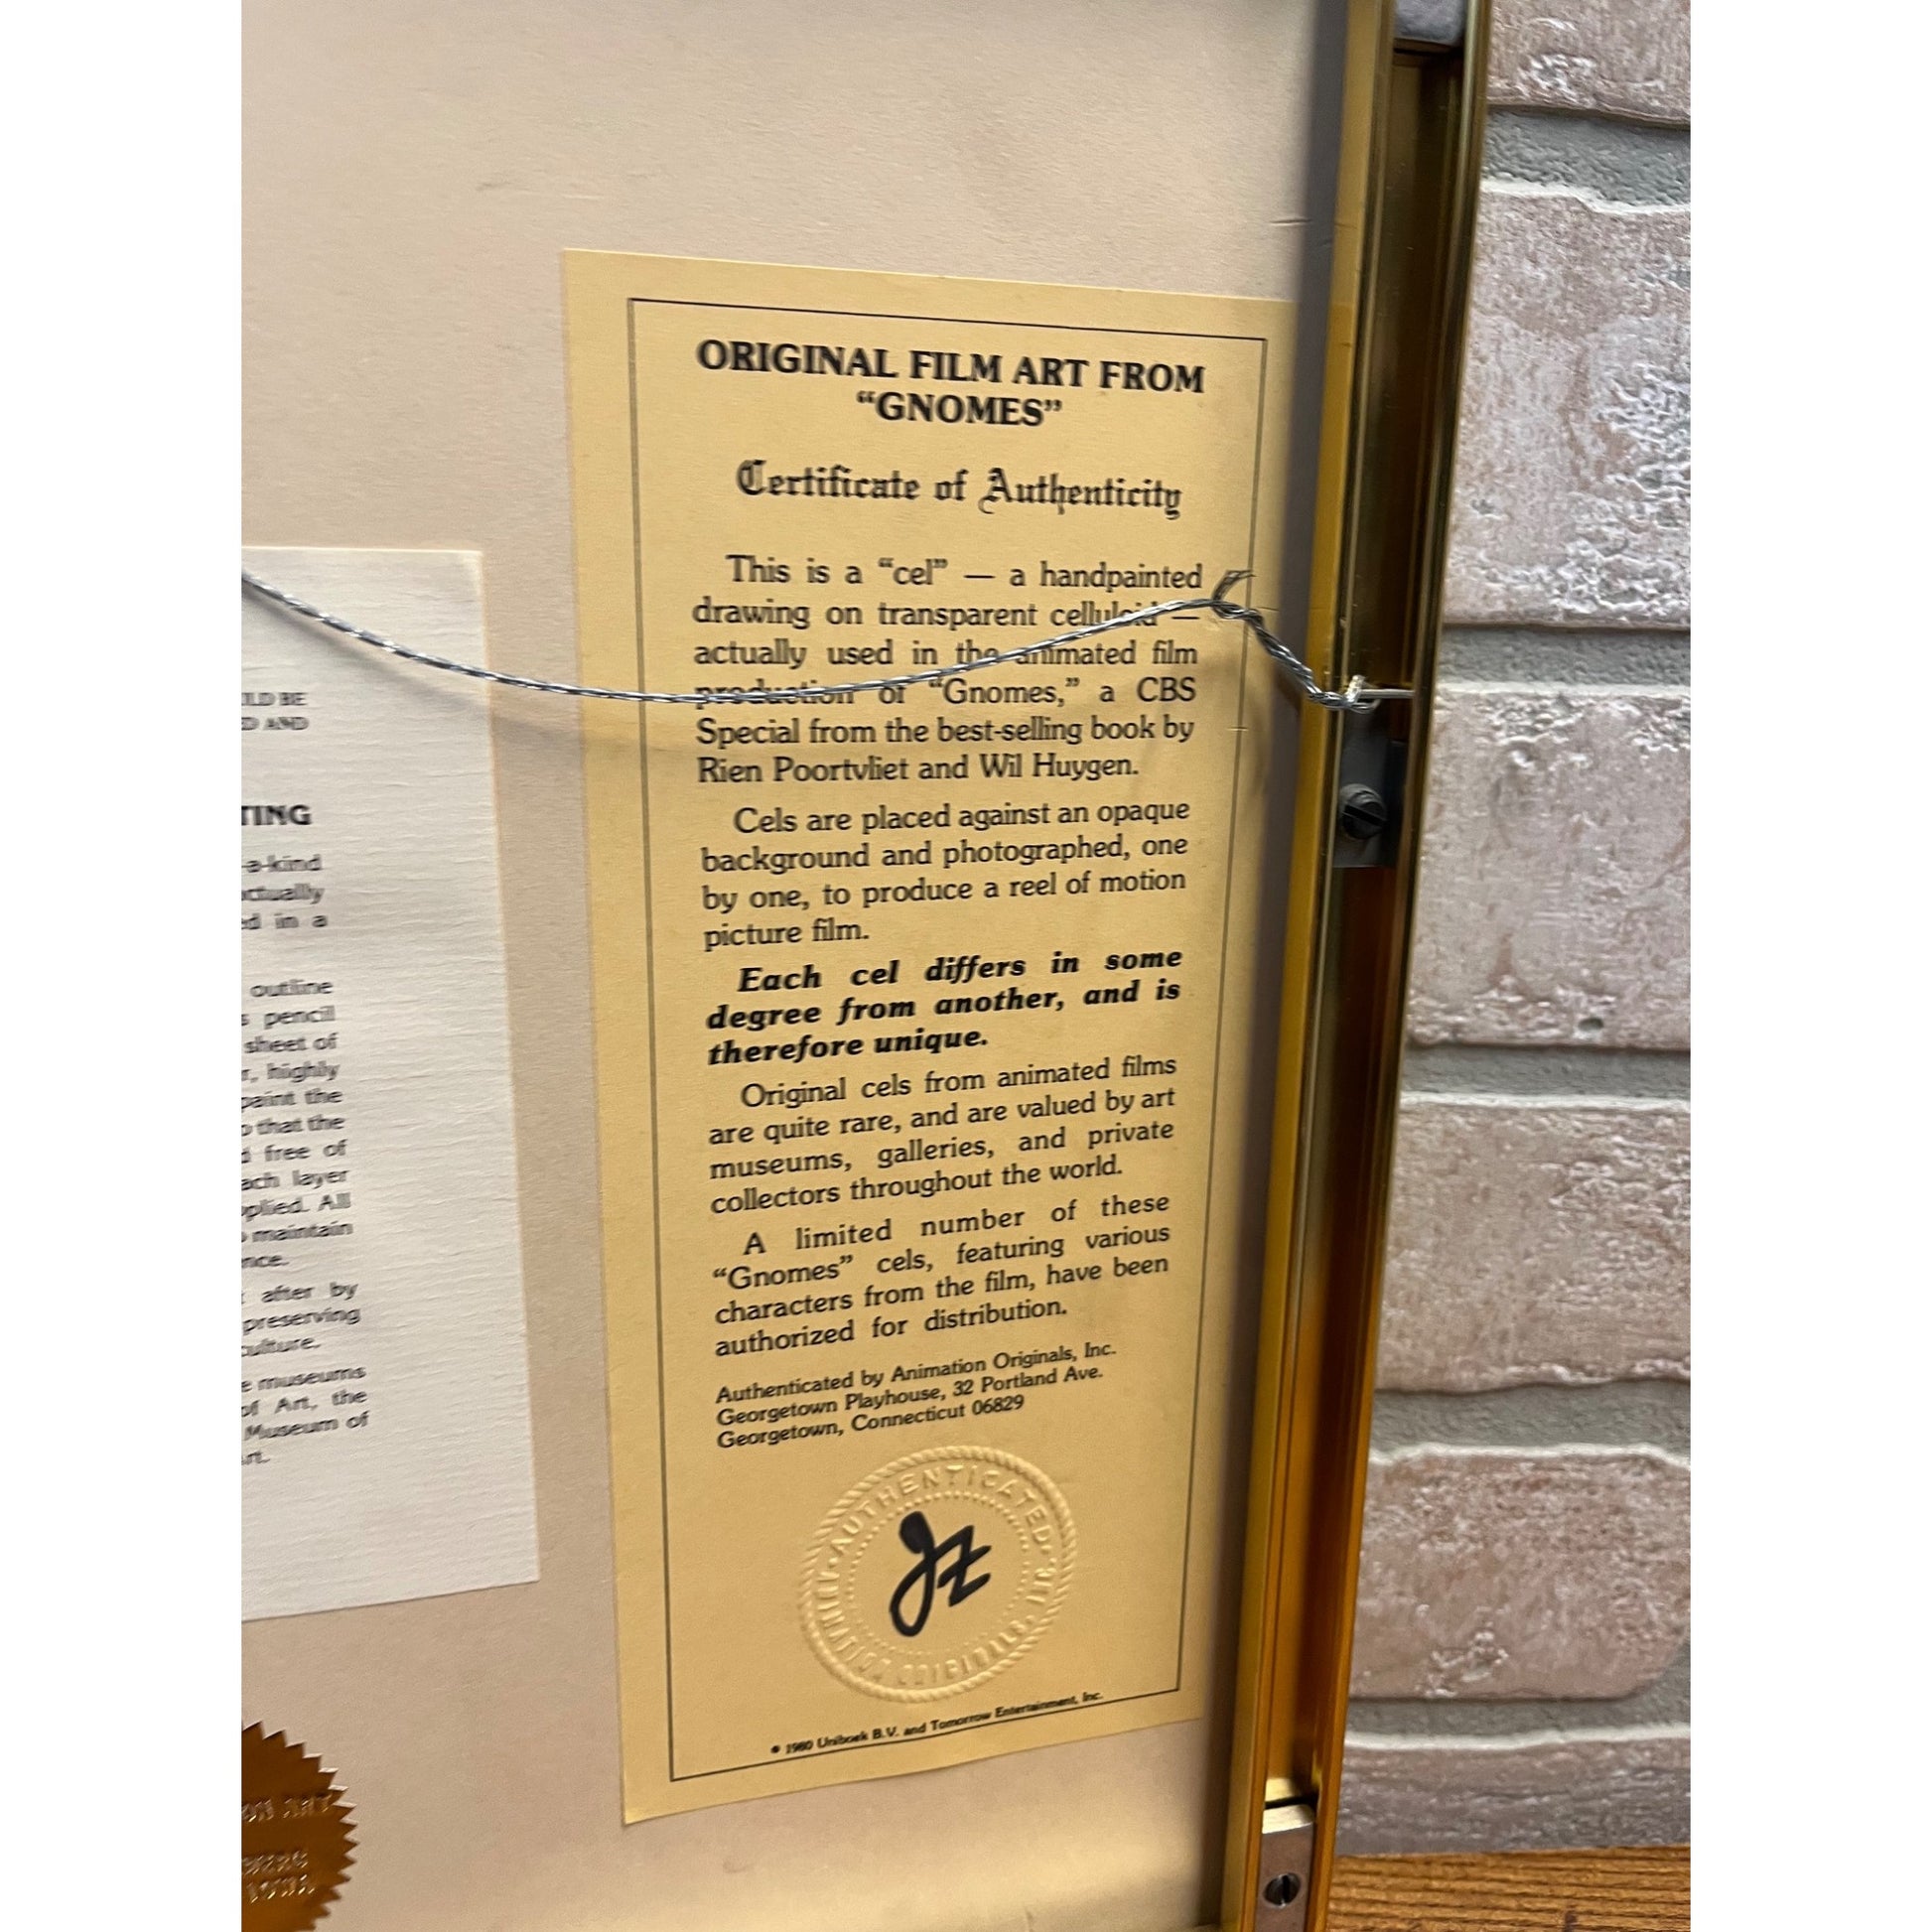 ORIGINAL FILM ART FROM
“GNOMES”
Certificate of Authenticity
This is a “cel” — a handpainted
drawing on transparent celluloid —
actually used in the animated film
production of “Gnomes,” a CBS
Special from the best-selling book by
Rien Poortvliet and Wil Huygen.
Cels are placed against an opaque
background and photographed, one
by one, to produce a reel of motion
picture film.
Each cel differs in some
degree from another, and is
therefore unique.
Original cels from animated films
are quite rare, and are valued by art
museums, galleries, and private
collectors throughout the world.
A limited number of these
“Gnomes” cels, featuring various
characters from the film, have been
authorized for distribution.
Authenticated by Animation Originals, Inc.
Georgetown Playhouse, 32 Portland Ave.
Georgetown, Connecticut 06829
AUTHENTICATED
ANIMATION ORIGINALS, INC.
JZ
© 1980 Unibook B.V. and Tomorrow Entertainment, Inc.
BE
AND
-a-kind
in a
outline
pencil
sheet of
highly
paint the
that the
free of
layer
All
maintain
after by
preserving
museums
of Art, the
Museum of
ART